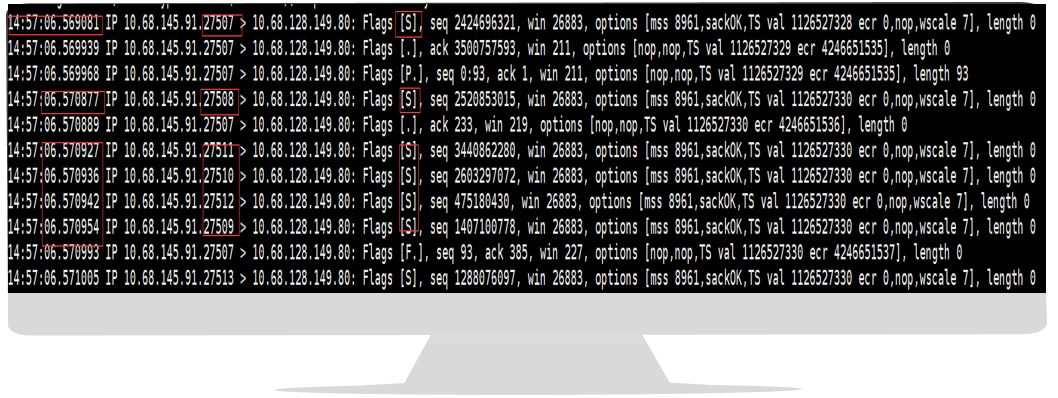 14:57:06.569081 IP 10.68.145.91.27507 > 10.68.128.149.80: Flags [S], seq 2424696321, win 26883, options [mss 8961,sackOK,TS val 1126527328 ecr 0,nop,wscale 7], length 0
14:57:06.569939 IP 10.68.145.91.27507 > 10.68.128.149.80: Flags [.], ack 3500757593, win 211, options [nop,nop,TS val 1126527329 ecr 4246651535], length 0
14:57:06.569968 IP 10.68.145.91.27507 > 10.68.128.149.80: Flags [P.], seq 0:93, ack 1, win 211, options [nop,nop,TS val 1126527329 ecr 4246651535], length 93
14:57:06.570877 IP 10.68.145.91.27508 > 10.68.128.149.80: Flags [S], seq 2520853015, win 26883, options [mss 8961,sackOK,TS val 1126527330 ecr 0,nop,wscale 7], length 0
14:57:06.570889 IP 10.68.145.91.27507 > 10.68.128.149.80: Flags [.], ack 233, win 219, options [nop,nop,TS val 1126527330 ecr 4246651536], length 0
14:57:06.570927 IP 10.68.145.91.27511 > 10.68.128.149.80: Flags [S], seq 3440862280, win 26883, options [mss 8961,sackOK,TS val 1126527330 ecr 0,nop,wscale 7], length 0
14:57:06.570936 IP 10.68.145.91.27510 > 10.68.128.149.80: Flags [S], seq 2603297072, win 26883, options [mss 8961,sackOK,TS val 1126527330 ecr 0,nop,wscale 7], length 0
14:57:06.570942 IP 10.68.145.91.27512 > 10.68.128.149.80: Flags [S], seq 475180430, win 26883, options [mss 8961,sackOK,TS val 1126527330 ecr 0,nop,wscale 7], length 0
14:57:06.570954 IP 10.68.145.91.27509 > 10.68.128.149.80: Flags [S], seq 1407100778, win 26883, options [mss 8961,sackOK,TS val 1126527330 ecr 0,nop,wscale 7], length 0
14:57:06.570993 IP 10.68.145.91.27507 > 10.68.128.149.80: Flags [F.], seq 93, ack 385, win 227, options [nop,nop,TS val 1126527330 ecr 4246651537], length 0
14:57:06.571005 IP 10.68.145.91.27513 > 10.68.128.149.80: Flags [S], seq 1288076097, win 26883, options [mss 8961,sackOK,TS val 1126527330 ecr 0,nop,wscale 7], length 0